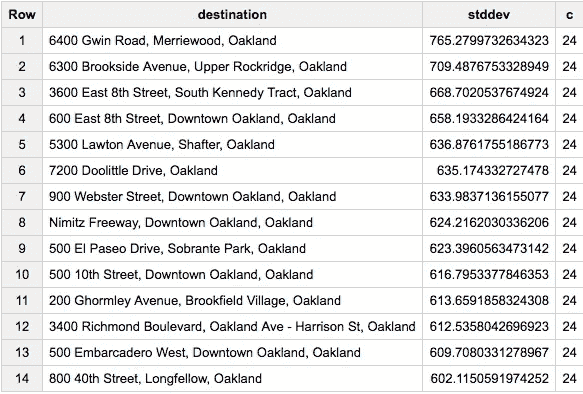 Row destination stddev c
1 6400 Gwin Road, Merriewood, Oakland 765.2799732634323 24
2 6300 Brookside Avenue, Upper Rockridge, Oakland 709.4876753328949 24
3 3600 East 8th Street, South Kennedy Tract, Oakland 668.7020537674924 24
4 600 East 8th Street, Downtown Oakland, Oakland 658.1933286424164 24
5 5300 Lawton Avenue, Shafter, Oakland 636.8761755186773 24
6 7200 Doolittle Drive, Oakland 635.174332727478 24
7 900 Webster Street, Downtown Oakland, Oakland 633.9837136155077 24
8 Nimitz Freeway, Downtown Oakland, Oakland 624.2162030336206 24
9 500 El Paseo Drive, Sobrante Park, Oakland 623.3960563473142 24
10 500 10th Street, Downtown Oakland, Oakland 616.7953377846353 24
11 200 Ghormley Avenue, Brookfield Village, Oakland 613.6591858324308 24
12 3400 Richmond Boulevard, Oakland Ave - Harrison St, Oakland 612.5358042696923 24
13 500 Embarcadero West, Downtown Oakland, Oakland 609.7080331278967 24
14 800 40th Street, Longfellow, Oakland 602.1150591974252 24